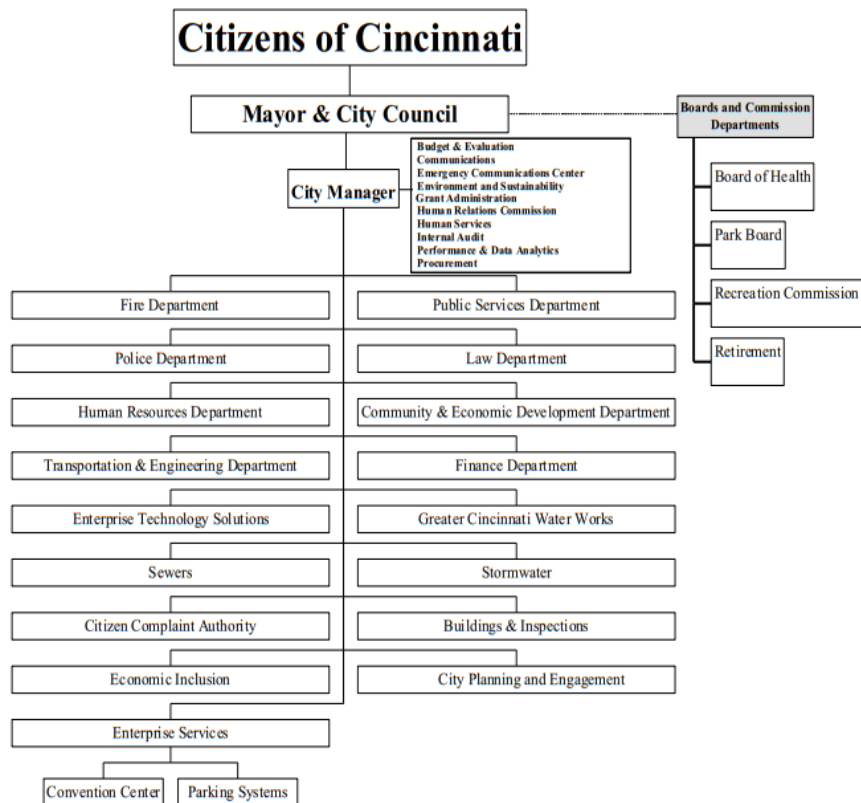 Citizens of Cincinnati
Mayor & City Council
Boards and Commission
Departments
City Manager
Budget & Evaluation
Communications
Emergency Communications Center
Environment and Sustainability
Grant Administration
Human Relations Commission
Human Services
Internal Audit
Performance & Data Analytics
Procurement
Board of Health
Park Board
Recreation Commission
Retirement
Fire Department
Public Services Department
Police Department
Law Department
Human Resources Department
Community & Economic Development Department
Transportation & Engineering Department
Finance Department
Enterprise Technology Solutions
Greater Cincinnati Water Works
Sewers
Stormwater
Citizen Complaint Authority
Buildings & Inspections
Economic Inclusion
City Planning and Engagement
Enterprise Services
Convention Center
Parking Systems